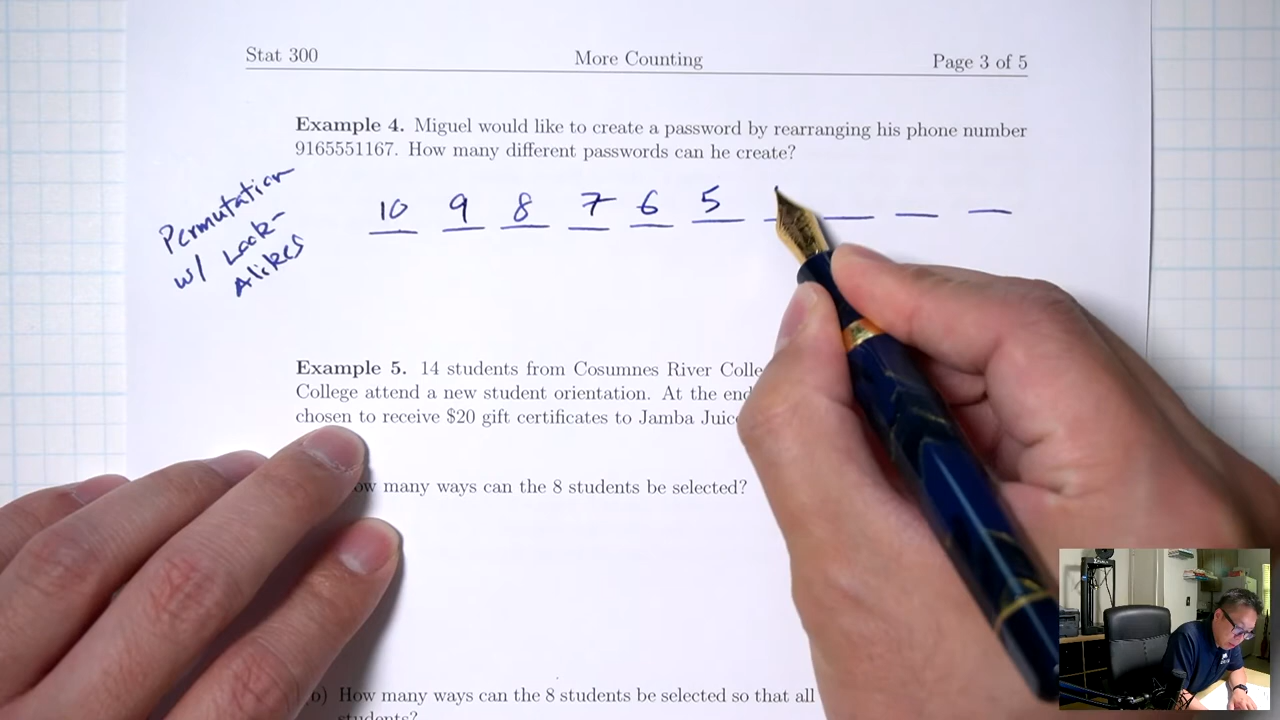 Stat 300 More Counting Page 3 of 5
Example 4. Miguel would like to create a password by rearranging his phone number
9165551167. How many different passwords can he create?
Permutation
w/ Look-
Alikes
10 9 8 7 6 5
Example 5. 14 students from Cosumnes River
College attend a new student orientation. At the end
chosen to receive $20 gift certificates to Jamba
many ways can the 8 students be selected?
How many ways can the 8 students be selected so that all
students?